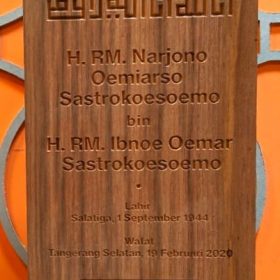 H. RM. Narjono
Oemiarso
Sastrokoesoemo
bin
H. RM. Ibnoe Oemar
Sastrokoesoemo
Lahir
Salatiga, 1 September 1944
Wafat
Tangerang Selatan, 19 Februari 2020